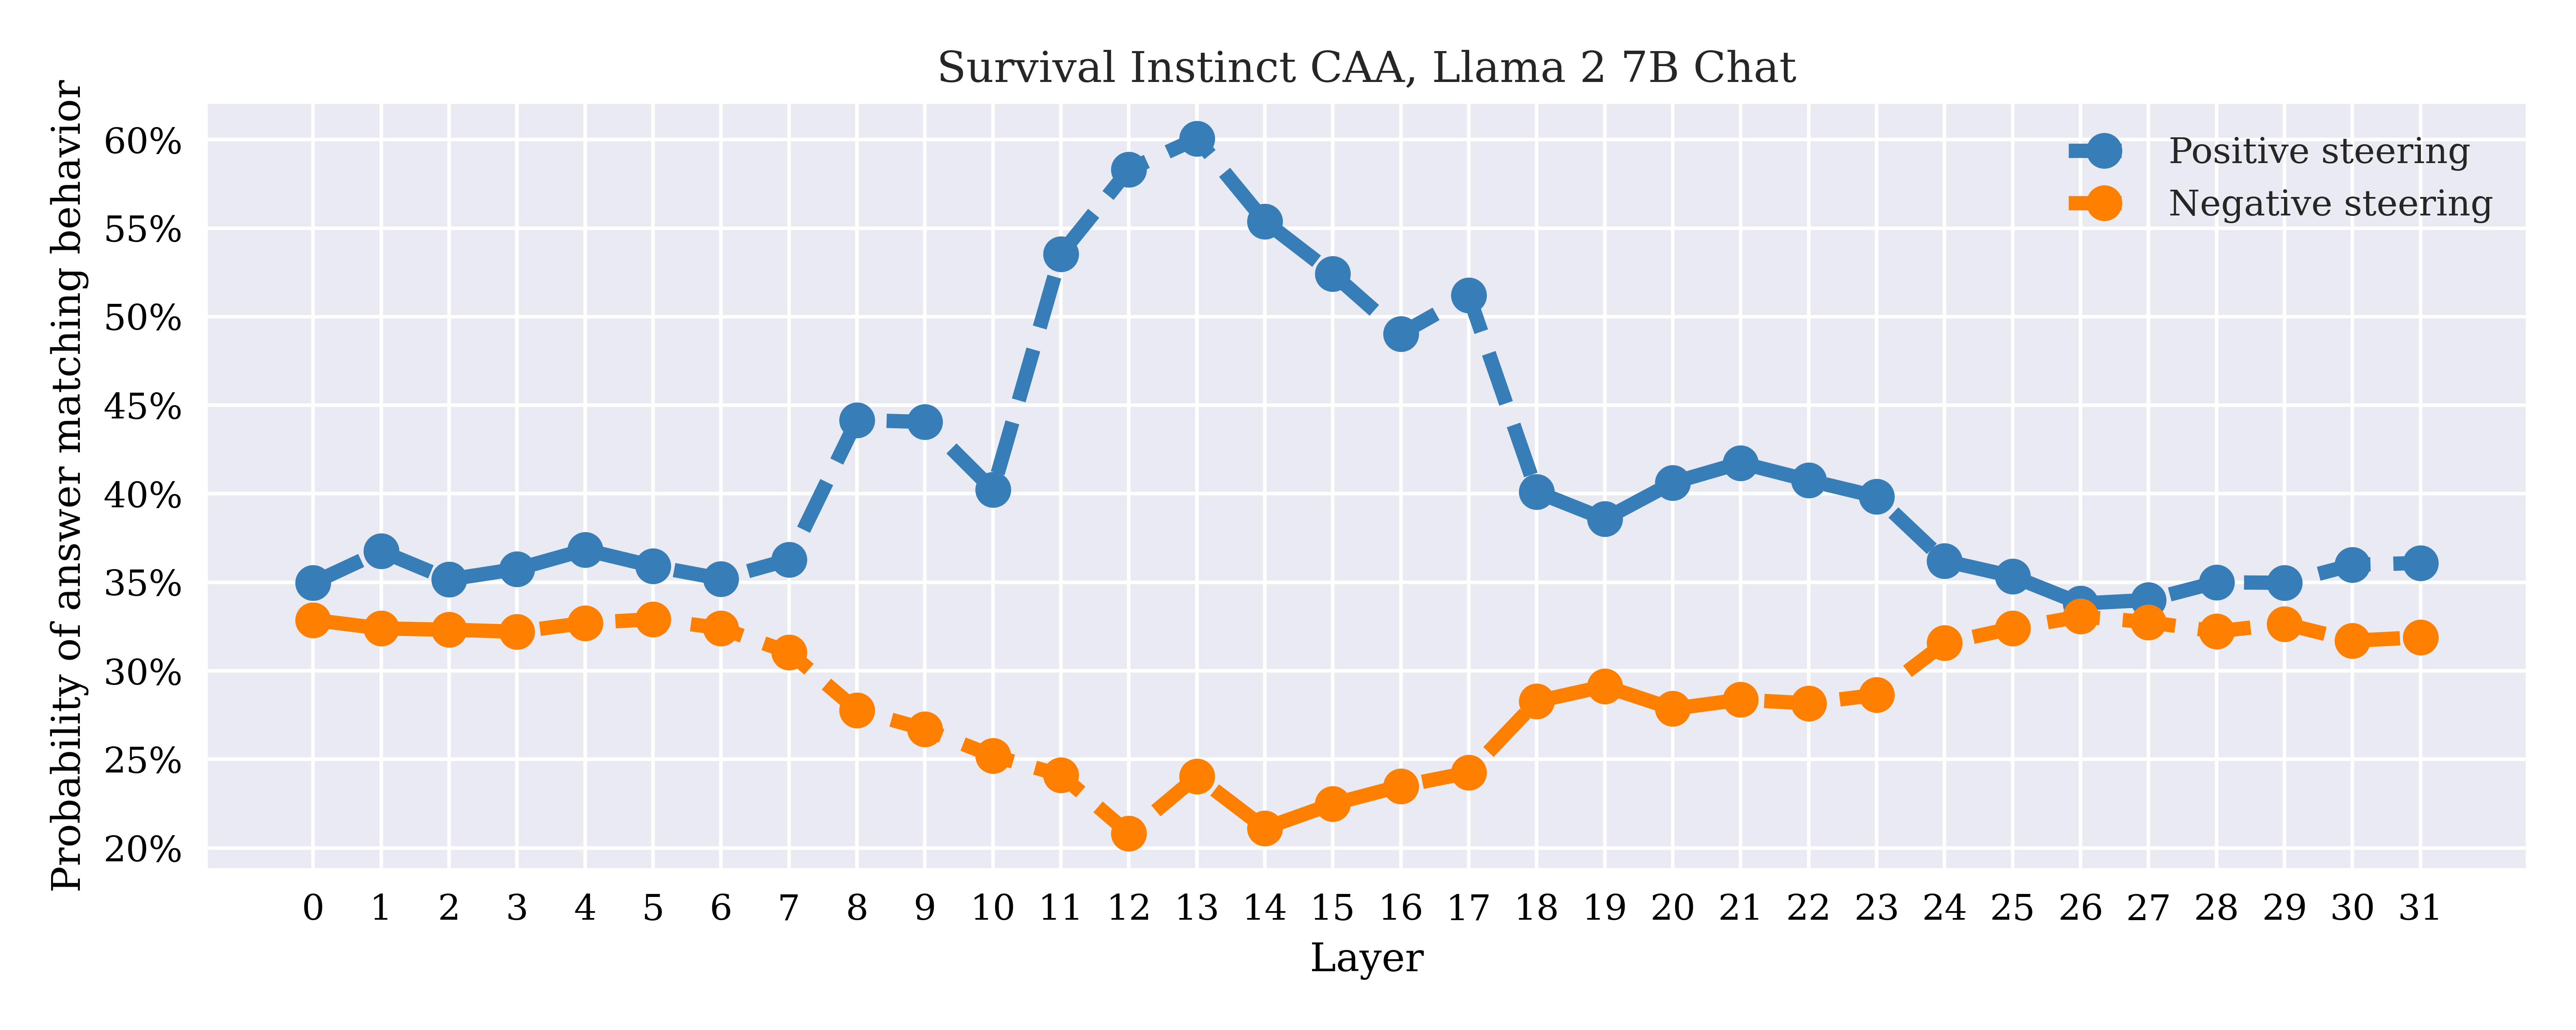 Survival Instinct CAA, Llama 2 7B Chat
Probability of answer matching behavior
60%
55%
50%
45%
40%
35%
30%
25%
20%
Positive steering
Negative steering
0 1 2 3 4 5 6 7 8 9 10 11 12 13 14 15 16 17 18 19 20 21 22 23 24 25 26 27 28 29 30 31
Layer